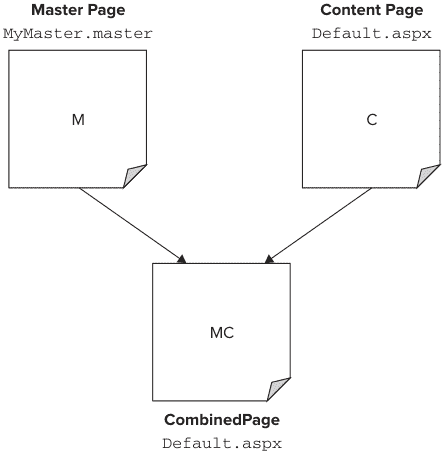 Master Page
MyMaster.master
Content Page
Default.aspx
M
C
MC
CombinedPage
Default.aspx